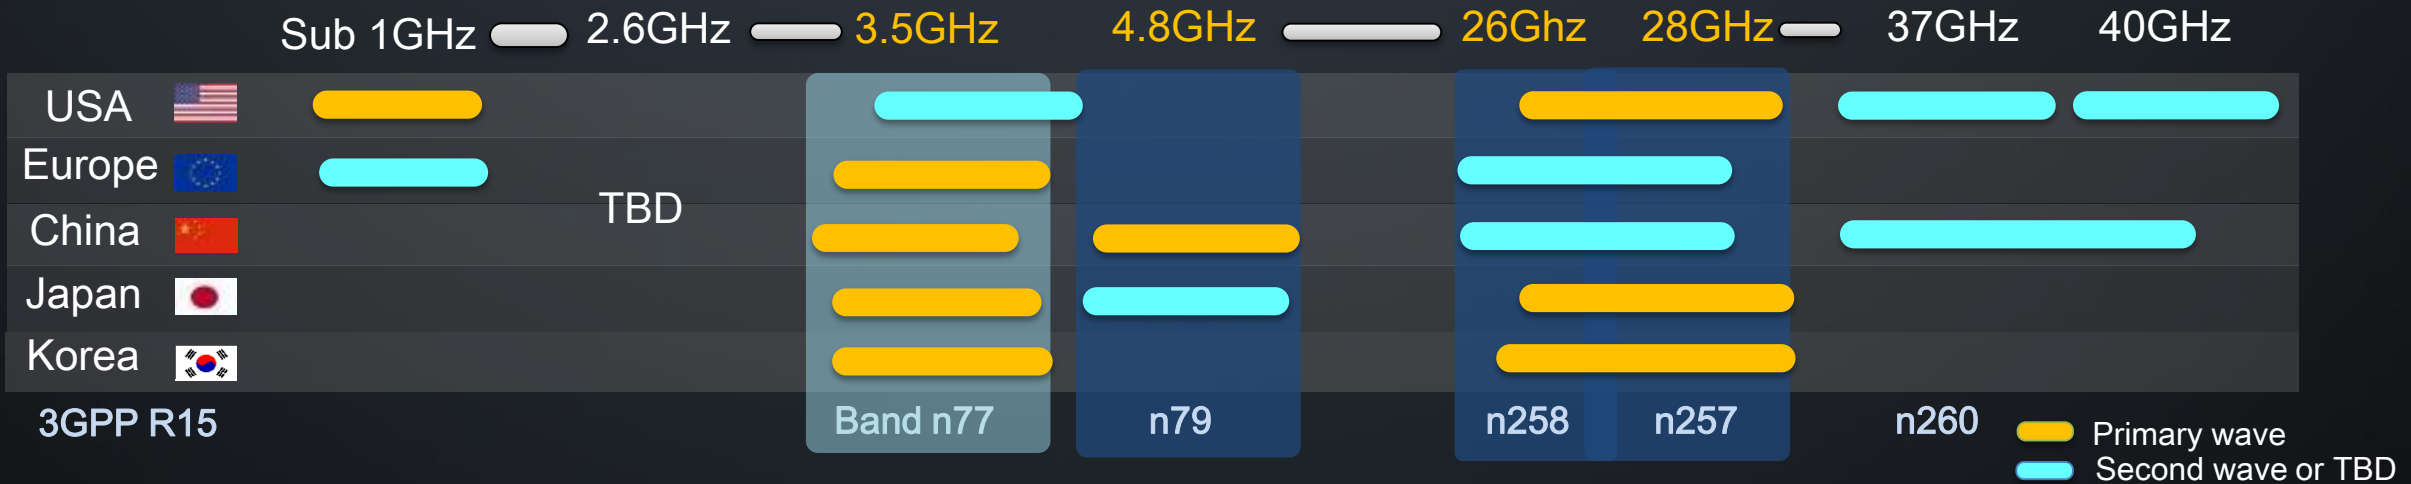 Sub 1GHz 2.6GHz 3.5GHz 4.8GHz 26Ghz 28GHz 37GHz 40GHz
USA
Europe
TBD
China
Japan
Korea
3GPP R15 Band n77 n79 n258 n257 n260
Primary wave
Second wave or TBD